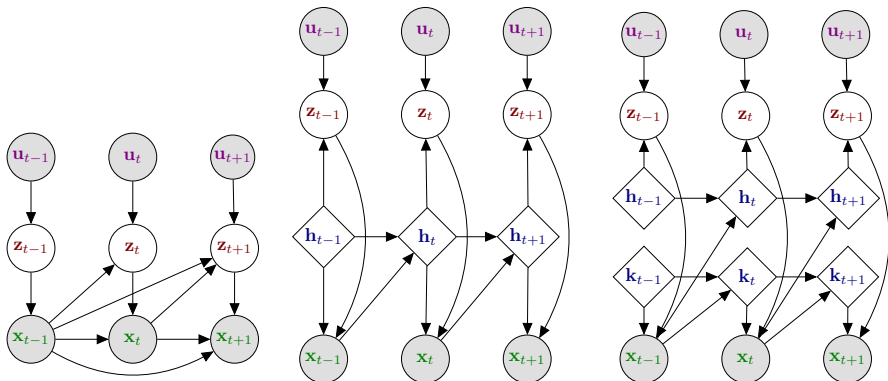 u_{t−1} u_t u_{t+1}
z_{t−1} z_t z_{t+1}
x_{t−1} x_t x_{t+1}
u_{t−1} u_t u_{t+1}
z_{t−1} z_t z_{t+1}
h_{t−1} h_t h_{t+1}
x_{t−1} x_t x_{t+1}
u_{t−1} u_t u_{t+1}
z_{t−1} z_t z_{t+1}
h_{t−1} h_t h_{t+1}
k_{t−1} k_t k_{t+1}
x_{t−1} x_t x_{t+1}